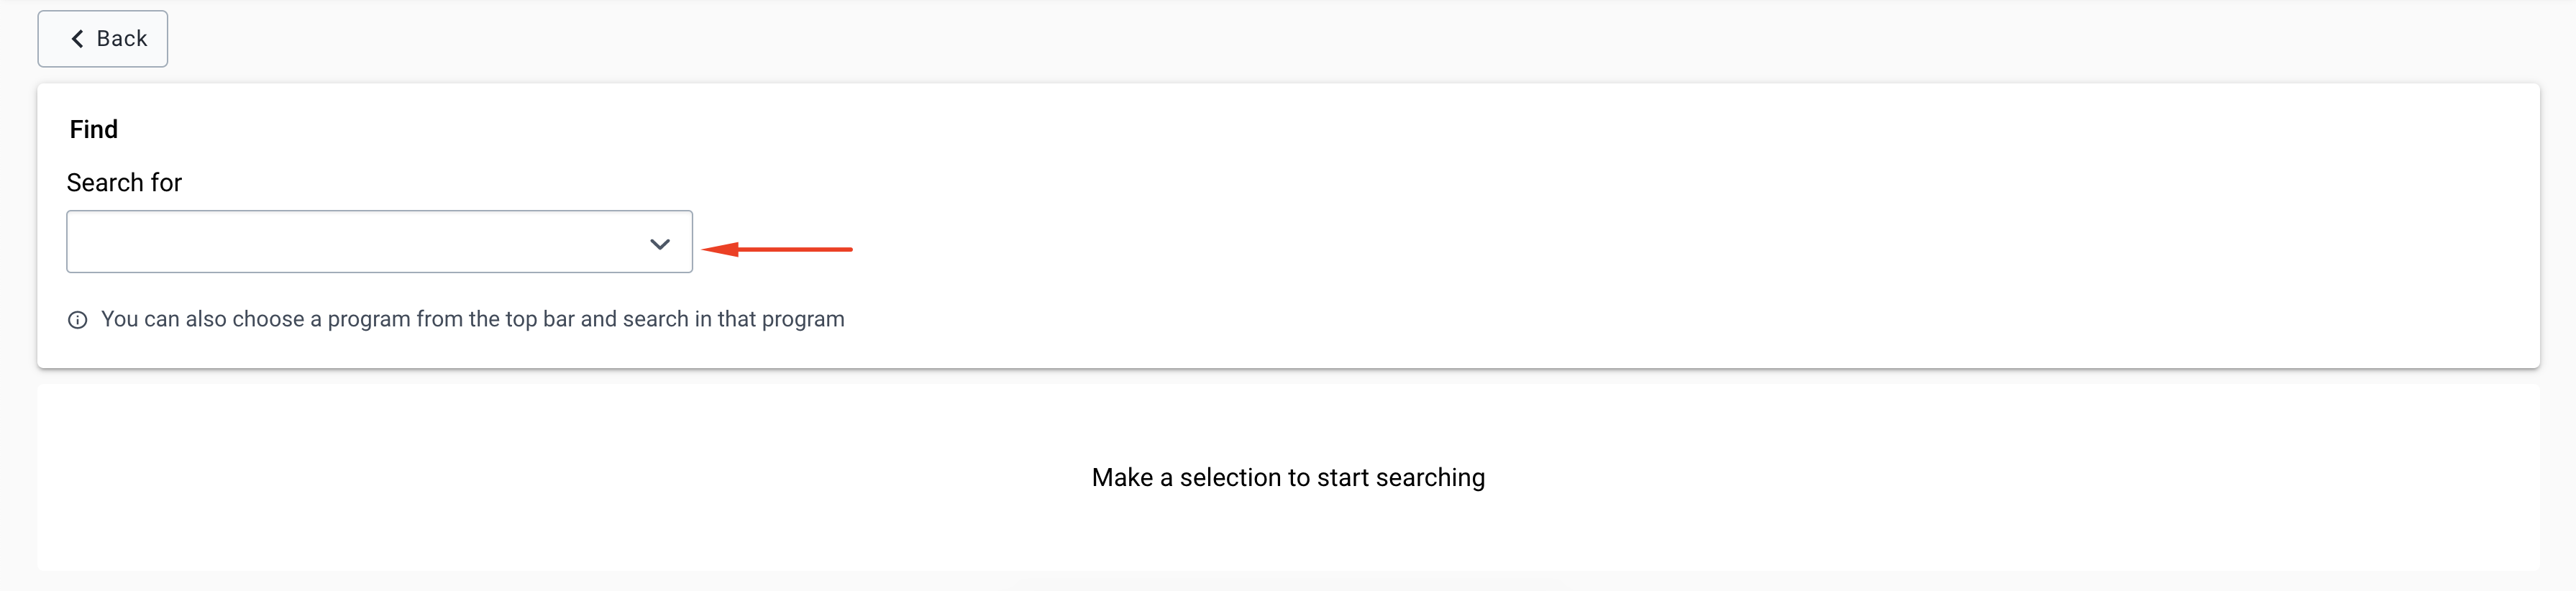 Back
Find
Search for
You can also choose a program from the top bar and search in that program
Make a selection to start searching